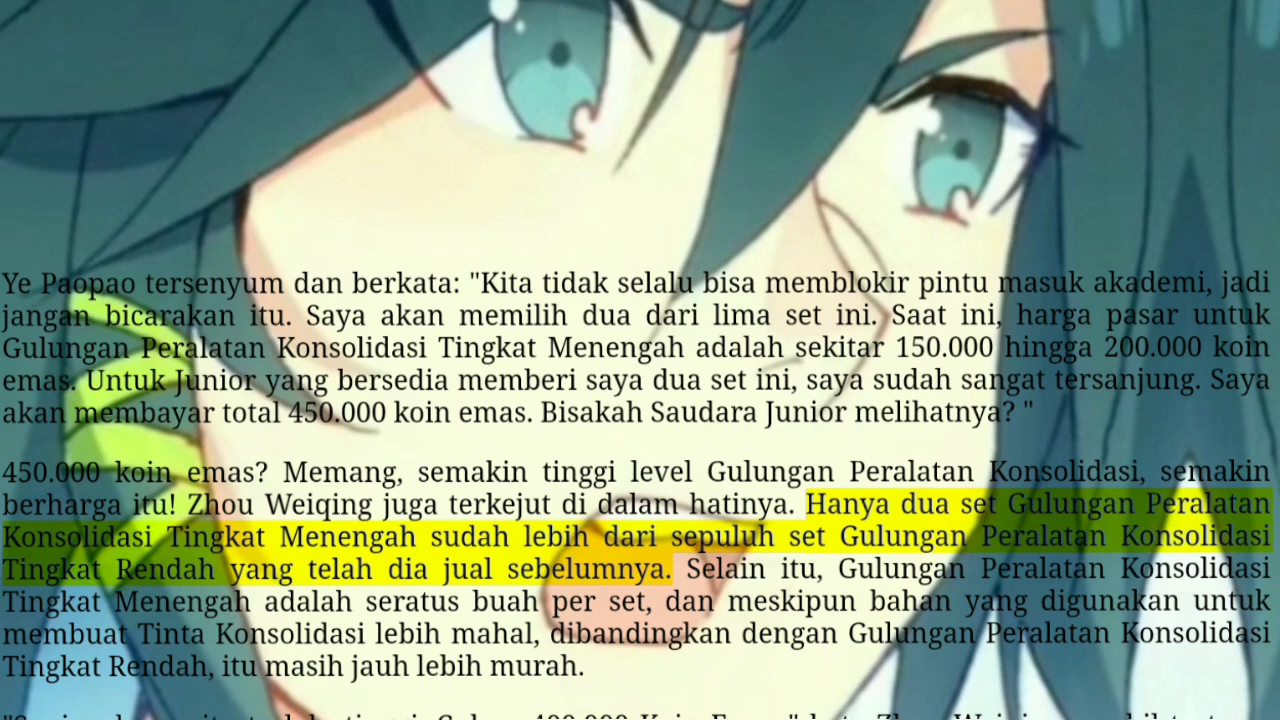 Ye Paopao tersenyum dan berkata: "Kita tidak selalu bisa memblokir pintu masuk akademi, jadi
jangan bicarakan itu. Saya akan memilih dua dari lima set ini. Saat ini, harga pasar untuk
Gulungan Peralatan Konsolidasi Tingkat Menengah adalah sekitar 150.000 hingga 200.000 koin
emas. Untuk Junior yang bersedia memberi saya dua set ini, saya sudah sangat tersanjung. Saya
akan membayar total 450.000 koin emas. Bisakah Saudara Junior melihatnya? "
450.000 koin emas? Memang, semakin tinggi level Gulungan Peralatan Konsolidasi, semakin
berharga itu! Zhou Weiqing juga terkejut di dalam hatinya. Hanya dua set Gulungan Peralatan
Konsolidasi Tingkat Menengah sudah lebih dari sepuluh set Gulungan Peralatan Konsolidasi
Tingkat Rendah yang telah dia jual sebelumnya. Selain itu, Gulungan Peralatan Konsolidasi
Tingkat Menengah adalah seratus buah per set, dan meskipun bahan yang digunakan untuk
membuat Tinta Konsolidasi lebih mahal, dibandingkan dengan Gulungan Peralatan Konsolidasi
Tingkat Rendah, itu masih jauh lebih murah.